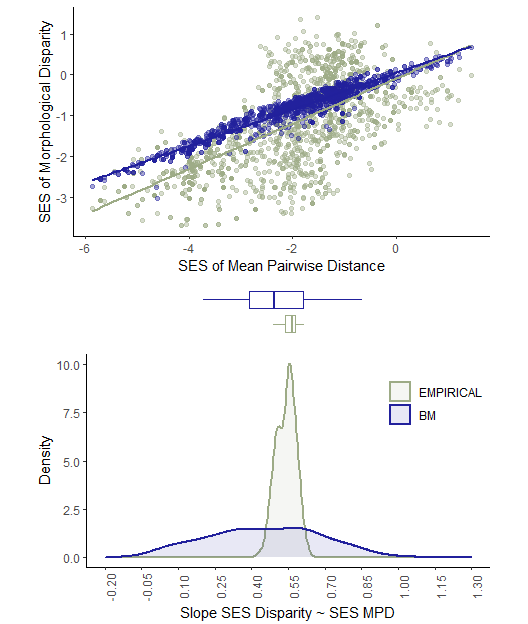 SES of Morphological Disparity
1
0
-1
-2
-3
-6 -4 -2 0
SES of Mean Pairwise Distance
Density
10.0
7.5
5.0
2.5
0.0
EMPIRICAL
BM
-0.20 -0.05 0.10 0.25 0.40 0.55 0.70 0.85 1.00 1.15 1.30
Slope SES Disparity ~ SES MPD